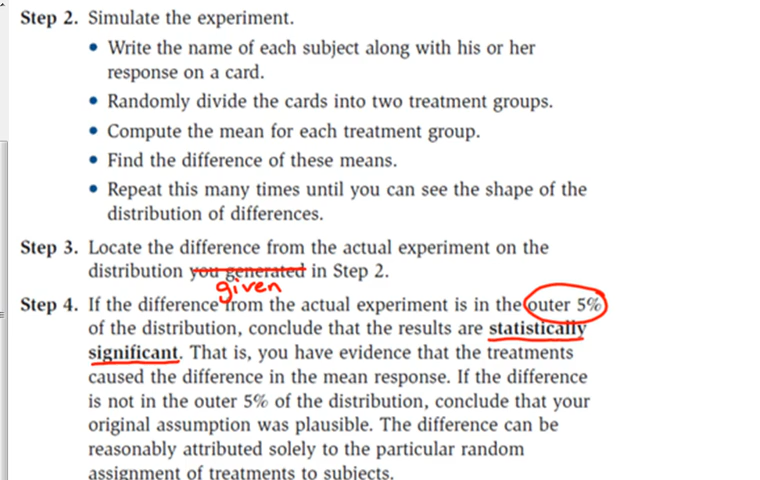 Step 2. Simulate the experiment.
• Write the name of each subject along with his or her
response on a card.
• Randomly divide the cards into two treatment groups.
• Compute the mean for each treatment group.
• Find the difference of these means.
• Repeat this many times until you can see the shape of the
distribution of differences.
Step 3. Locate the difference from the actual experiment on the
distribution you generated in Step 2.
given
Step 4. If the difference from the actual experiment is in the outer 5%
of the distribution, conclude that the results are statistically
significant. That is, you have evidence that the treatments
caused the difference in the mean response. If the difference
is not in the outer 5% of the distribution, conclude that your
original assumption was plausible. The difference can be
reasonably attributed solely to the particular random
assignment of treatments to subjects.